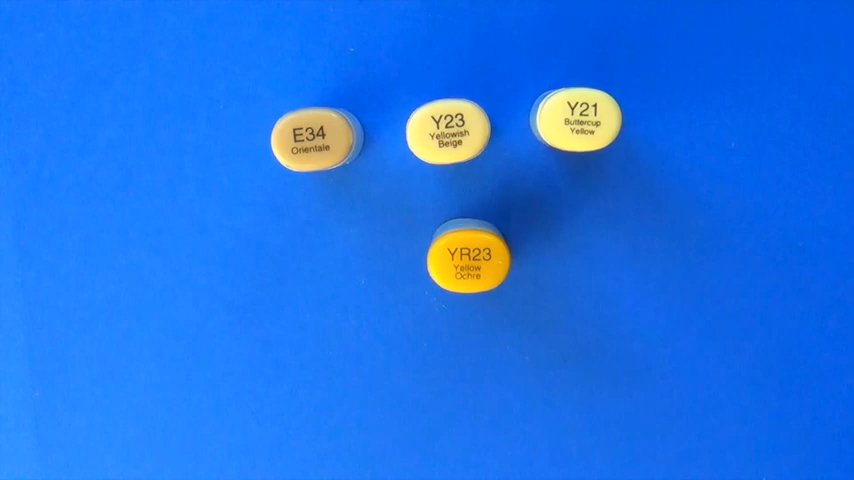 E34
Orientale
Y23
Yellowish
Beige
Y21
Buttercup
Yellow
YR23
Yellow
Ochre